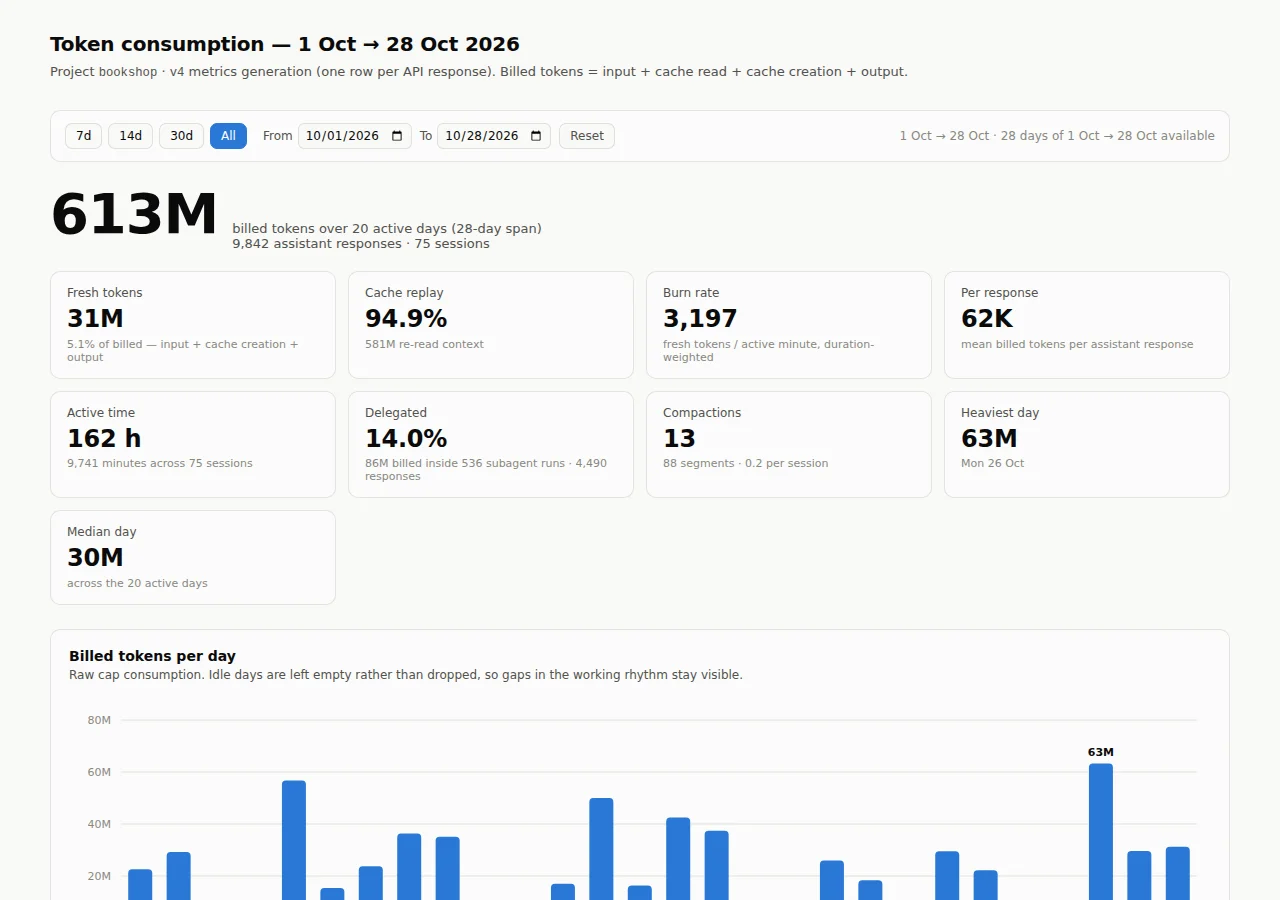 Token consumption — 1 Oct → 28 Oct 2026
Project bookshop · v4 metrics generation (one row per API response). Billed tokens = input + cache read + cache creation + output.
7d 14d 30d All From 10/01/2026 To 10/28/2026 Reset 1 Oct → 28 Oct · 28 days of 1 Oct → 28 Oct available
613M
billed tokens over 20 active days (28-day span)
9,842 assistant responses · 75 sessions
Fresh tokens
31M
5.1% of billed — input + cache creation +
output
Cache replay
94.9%
581M re-read context
Burn rate
3,197
fresh tokens / active minute, duration-
weighted
Per response
62K
mean billed tokens per assistant response
Active time
162 h
9,741 minutes across 75 sessions
Delegated
14.0%
86M billed inside 536 subagent runs · 4,490
responses
Compactions
13
88 segments · 0.2 per session
Heaviest day
63M
Mon 26 Oct
Median day
30M
across the 20 active days
Billed tokens per day
Raw cap consumption. Idle days are left empty rather than dropped, so gaps in the working rhythm stay visible.
80M
63M
60M
40M
20M